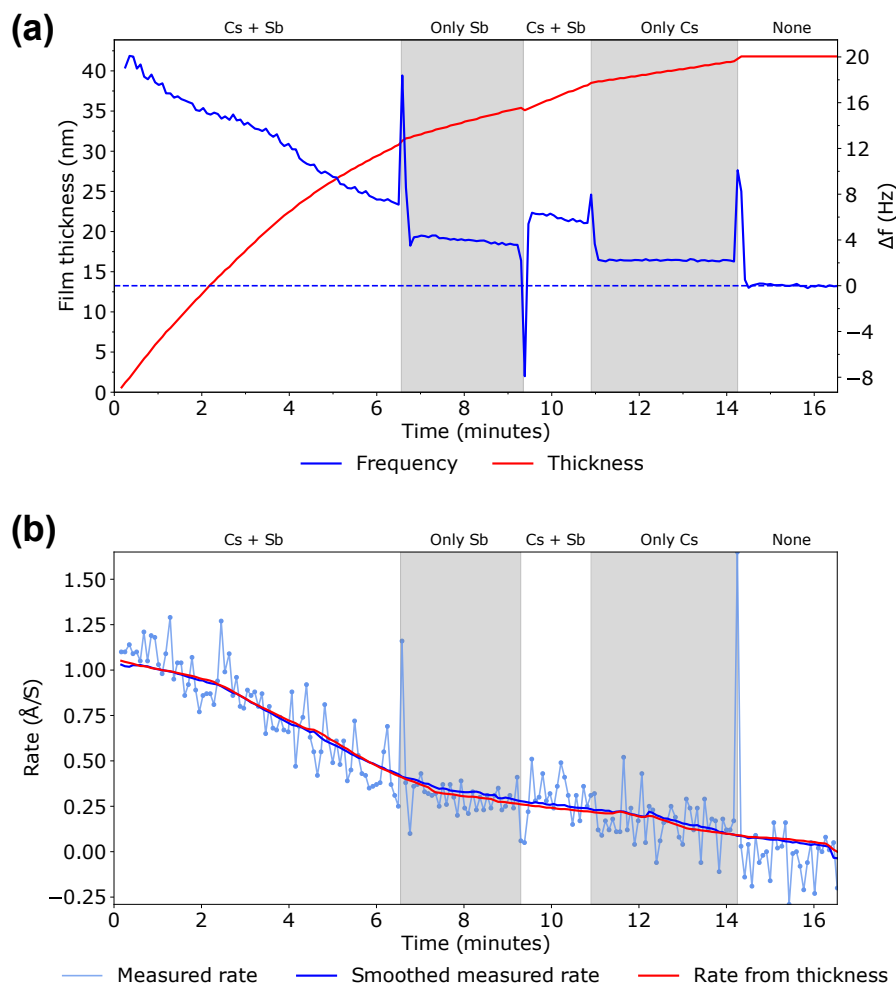 (a)
Cs + Sb Only Sb Cs + Sb Only Cs None
Film thickness (nm)
40
35
30
25
20
15
10
5
0
20
16
12
8
4
0
−4
−8
Δf (Hz)
0 2 4 6 8 10 12 14 16
Time (minutes)
Frequency Thickness
(b)
Cs + Sb Only Sb Cs + Sb Only Cs None
Rate (Å/S)
1.50
1.25
1.00
0.75
0.50
0.25
0.00
−0.25
0 2 4 6 8 10 12 14 16
Time (minutes)
Measured rate Smoothed measured rate Rate from thickness